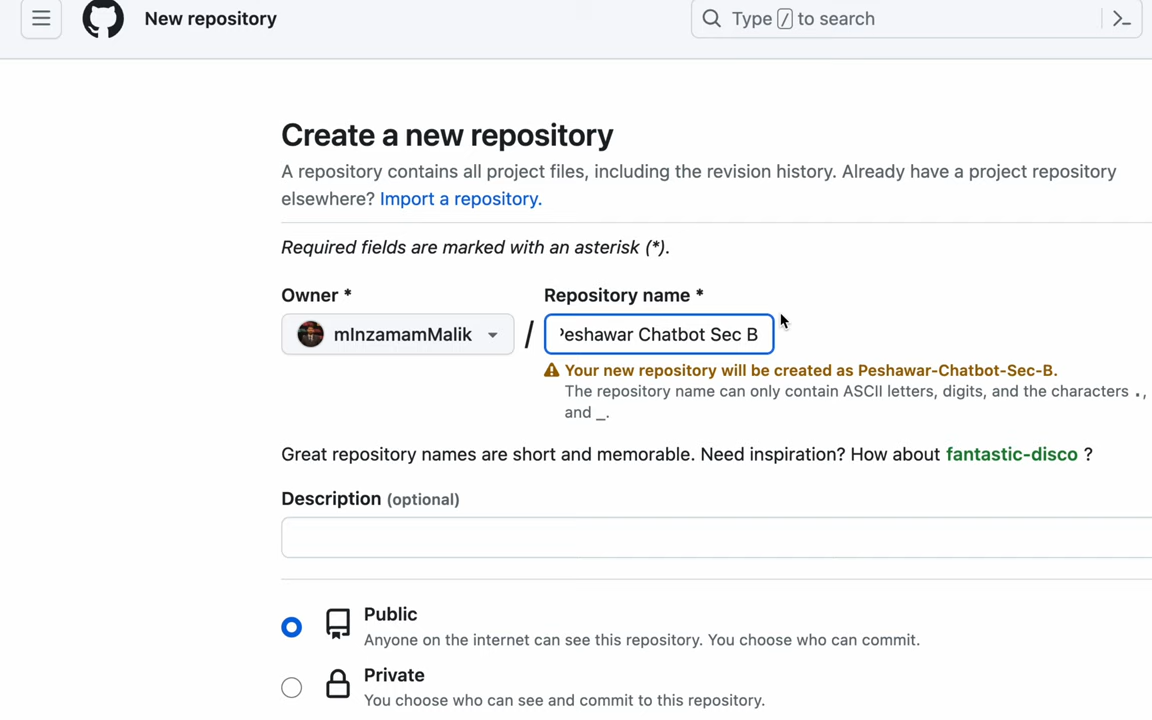 New repository
Type / to search
Create a new repository
A repository contains all project files, including the revision history. Already have a project repository
elsewhere? Import a repository.
Required fields are marked with an asterisk (*).
Owner *
Repository name *
mInzamamMalik / Peshawar Chatbot Sec B
Your new repository will be created as Peshawar-Chatbot-Sec-B.
The repository name can only contain ASCII letters, digits, and the characters .,
and _.
Great repository names are short and memorable. Need inspiration? How about fantastic-disco ?
Description (optional)
Public
Anyone on the internet can see this repository. You choose who can commit.
Private
You choose who can see and commit to this repository.